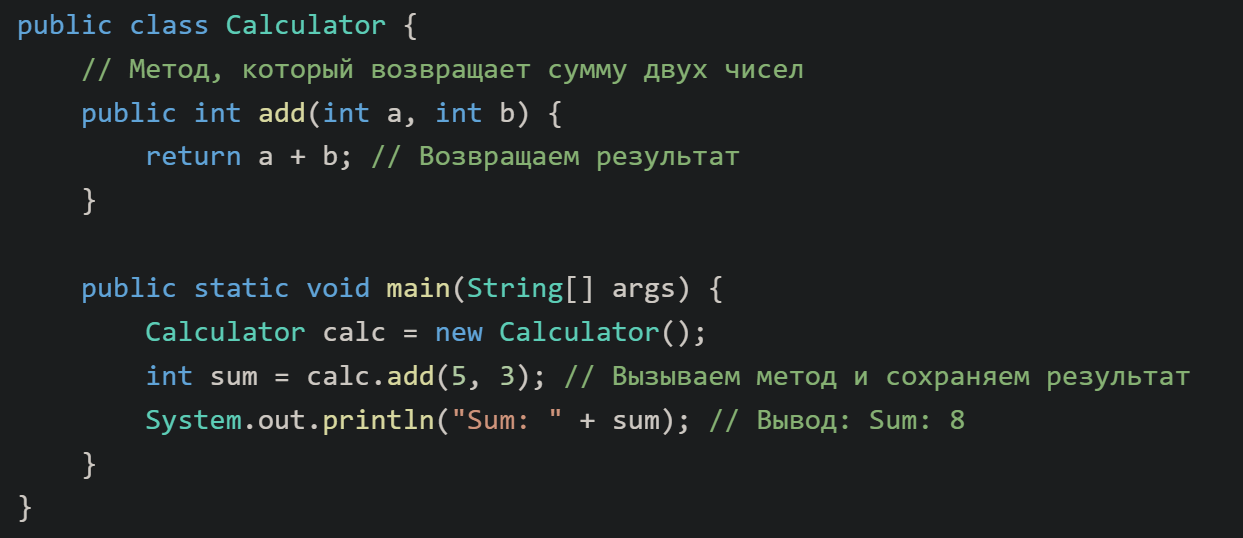 public class Calculator {
    // Метод, который возвращает сумму двух чисел
    public int add(int a, int b) {
        return a + b; // Возвращаем результат
    }

    public static void main(String[] args) {
        Calculator calc = new Calculator();
        int sum = calc.add(5, 3); // Вызываем метод и сохраняем результат
        System.out.println("Sum: " + sum); // Вывод: Sum: 8
    }
}